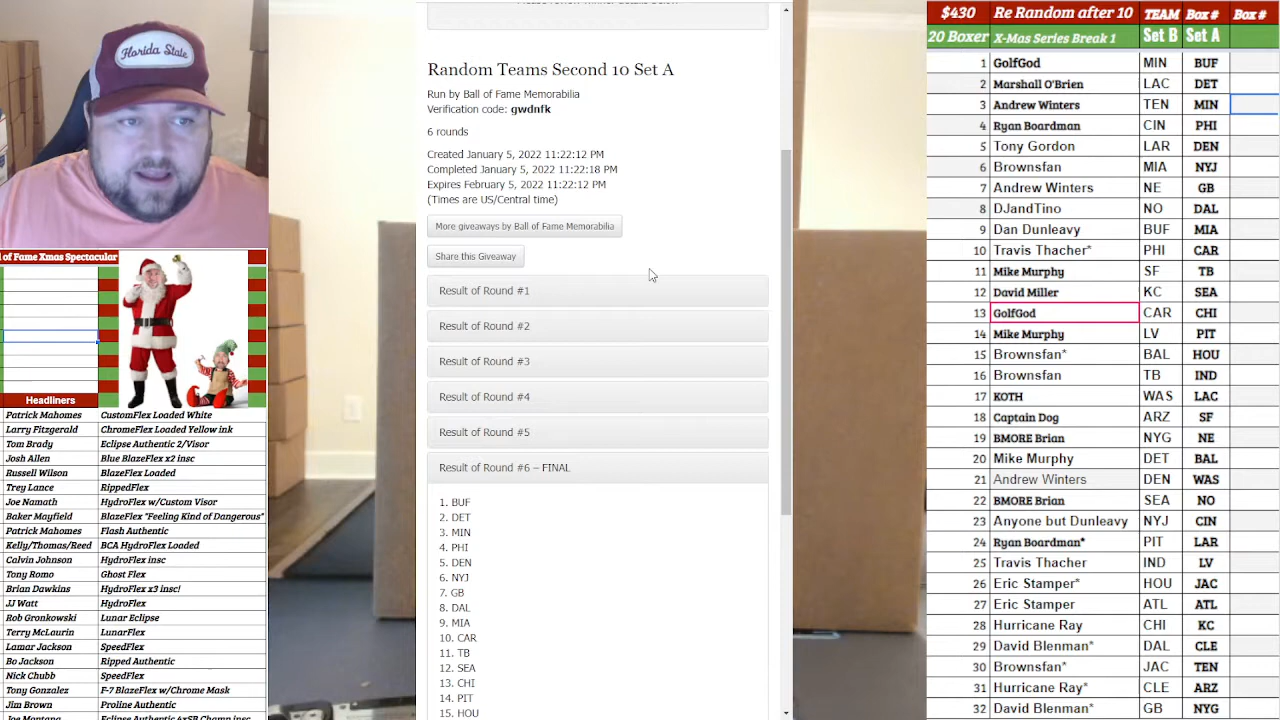 Florida State
l of Fame Xmas Spectacular
Headliners
Patrick Mahomes CustomFlex Loaded White
Larry Fitzgerald ChromeFlex Loaded Yellow ink
Tom Brady Eclipse Authentic 2/Visor
Josh Allen Blue BlazeFlex x2 insc
Russell Wilson BlazeFlex Loaded
Trey Lance RippedFlex
Joe Namath HydroFlex w/Custom Visor
Baker Mayfield BlazeFlex "Feeling Kind of Dangerous"
Patrick Mahomes Flash Authentic
Kelly/Thomas/Reed BCA HydroFlex Loaded
Calvin Johnson HydroFlex insc
Tony Romo Ghost Flex
Brian Dawkins HydroFlex x3 insc!
JJ Watt HydroFlex
Rob Gronkowski Lunar Eclipse
Terry McLaurin LunarFlex
Lamar Jackson SpeedFlex
Bo Jackson Ripped Authentic
Nick Chubb SpeedFlex
Tony Gonzalez F-7 BlazeFlex w/Chrome Mask
Jim Brown Proline Authentic
Joe Montana Eclipse Authentic 4xSB Champ insc
Random Teams Second 10 Set A
Run by Ball of Fame Memorabilia
Verification code: gwdnfk
6 rounds
Created January 5, 2022 11:22:12 PM
Completed January 5, 2022 11:22:18 PM
Expires February 5, 2022 11:22:12 PM
(Times are US/Central time)
More giveaways by Ball of Fame Memorabilia
Share this Giveaway
Result of Round #1
Result of Round #2
Result of Round #3
Result of Round #4
Result of Round #5
Result of Round #6 – FINAL
1. BUF
2. DET
3. MIN
4. PHI
5. DEN
6. NYJ
7. GB
8. DAL
9. MIA
10. CAR
11. TB
12. SEA
13. CHI
14. PIT
15. HOU
$430 Re Random after 10 TEAM Box # Box #
20 Boxer X-Mas Series Break 1 Set B Set A
1 GolfGod MIN BUF
2 Marshall O'Brien LAC DET
3 Andrew Winters TEN MIN
4 Ryan Boardman CIN PHI
5 Tony Gordon LAR DEN
6 Brownsfan MIA NYJ
7 Andrew Winters NE GB
8 DJandTino NO DAL
9 Dan Dunleavy BUF MIA
10 Travis Thacher* PHI CAR
11 Mike Murphy SF TB
12 David Miller KC SEA
13 GolfGod CAR CHI
14 Mike Murphy LV PIT
15 Brownsfan* BAL HOU
16 Brownsfan TB IND
17 KOTH WAS LAC
18 Captain Dog ARZ SF
19 BMORE Brian NYG NE
20 Mike Murphy DET BAL
21 Andrew Winters DEN WAS
22 BMORE Brian SEA NO
23 Anyone but Dunleavy NYJ CIN
24 Ryan Boardman* PIT LAR
25 Travis Thacher IND LV
26 Eric Stamper* HOU JAC
27 Eric Stamper ATL ATL
28 Hurricane Ray CHI KC
29 David Blenman* DAL CLE
30 Brownsfan* JAC TEN
31 Hurricane Ray* CLE ARZ
32 David Blenman* GB NYG